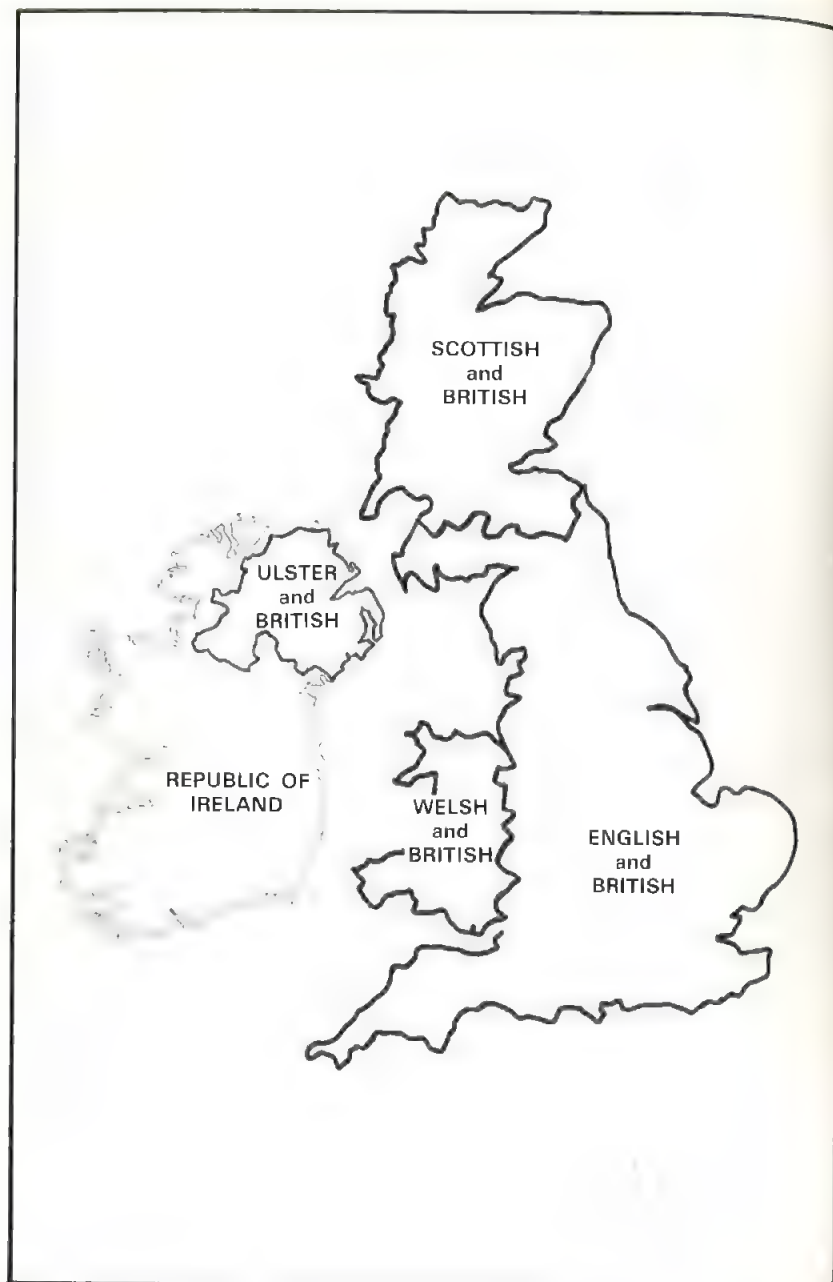 SCOTTISH
and
BRITISH
ULSTER
and
BRITISH
REPUBLIC OF
IRELAND
WELSH
and
BRITISH
ENGLISH
and
BRITISH